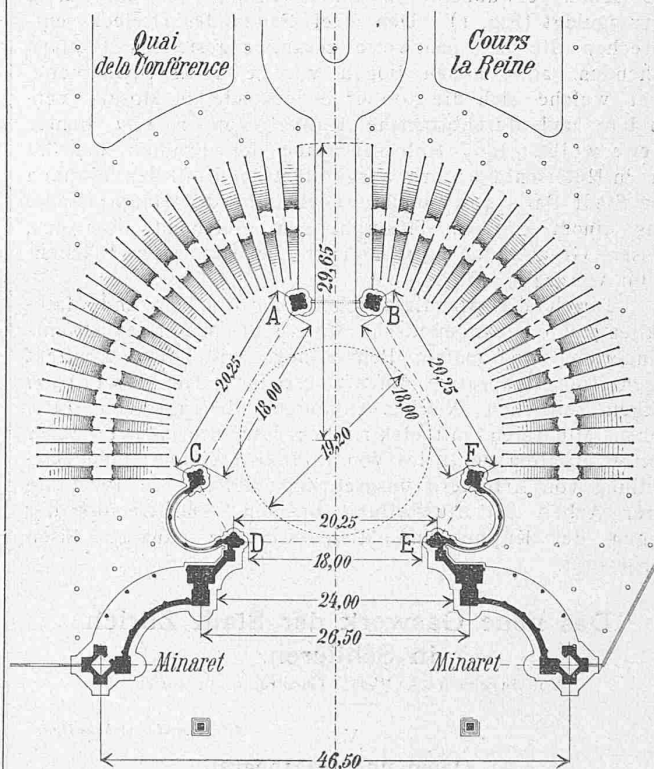 Quai
de la Conférence
Cours
la Reine
29,65
A
B
20,25
18,00
20,25
18,00
19,20
C
F
20,25
D
E
18,00
24,00
26,50
Minaret
Minaret
46,50